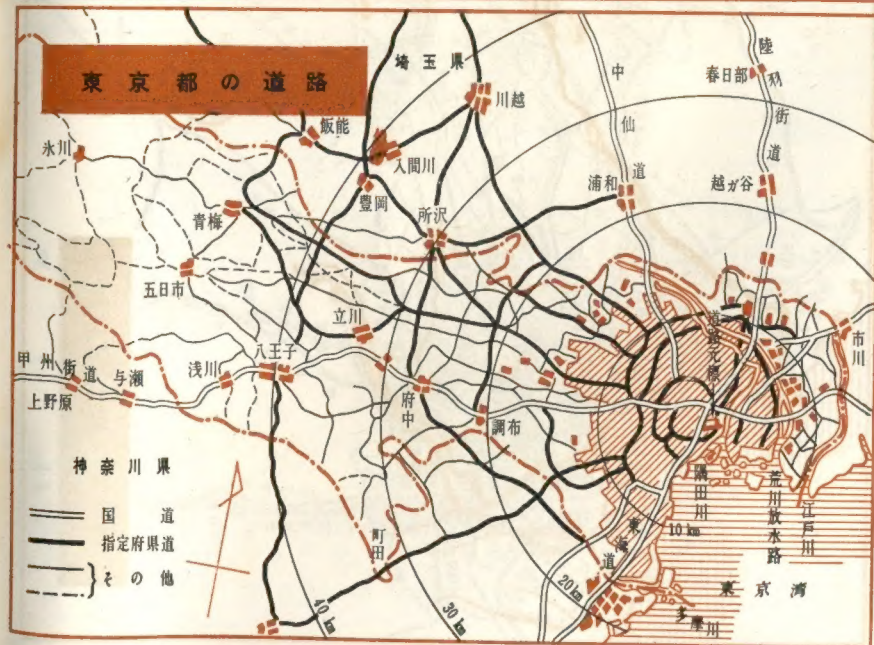 東京都の道路
埼玉県
川越
中仙道
陸羽街道
春日部
氷川
飯能
入間川
豊岡
浦和
越ガ谷
青梅
所沢
五日市
立川
道路元標
市川
甲州街道
与瀬
浅川
八王子
上野原
府中
調布
神奈川県
国道
指定府県道
その他
町田
東海道
隅田川
荒川放水路
江戸川
10km
20km
30km
40km
多摩川
東京湾